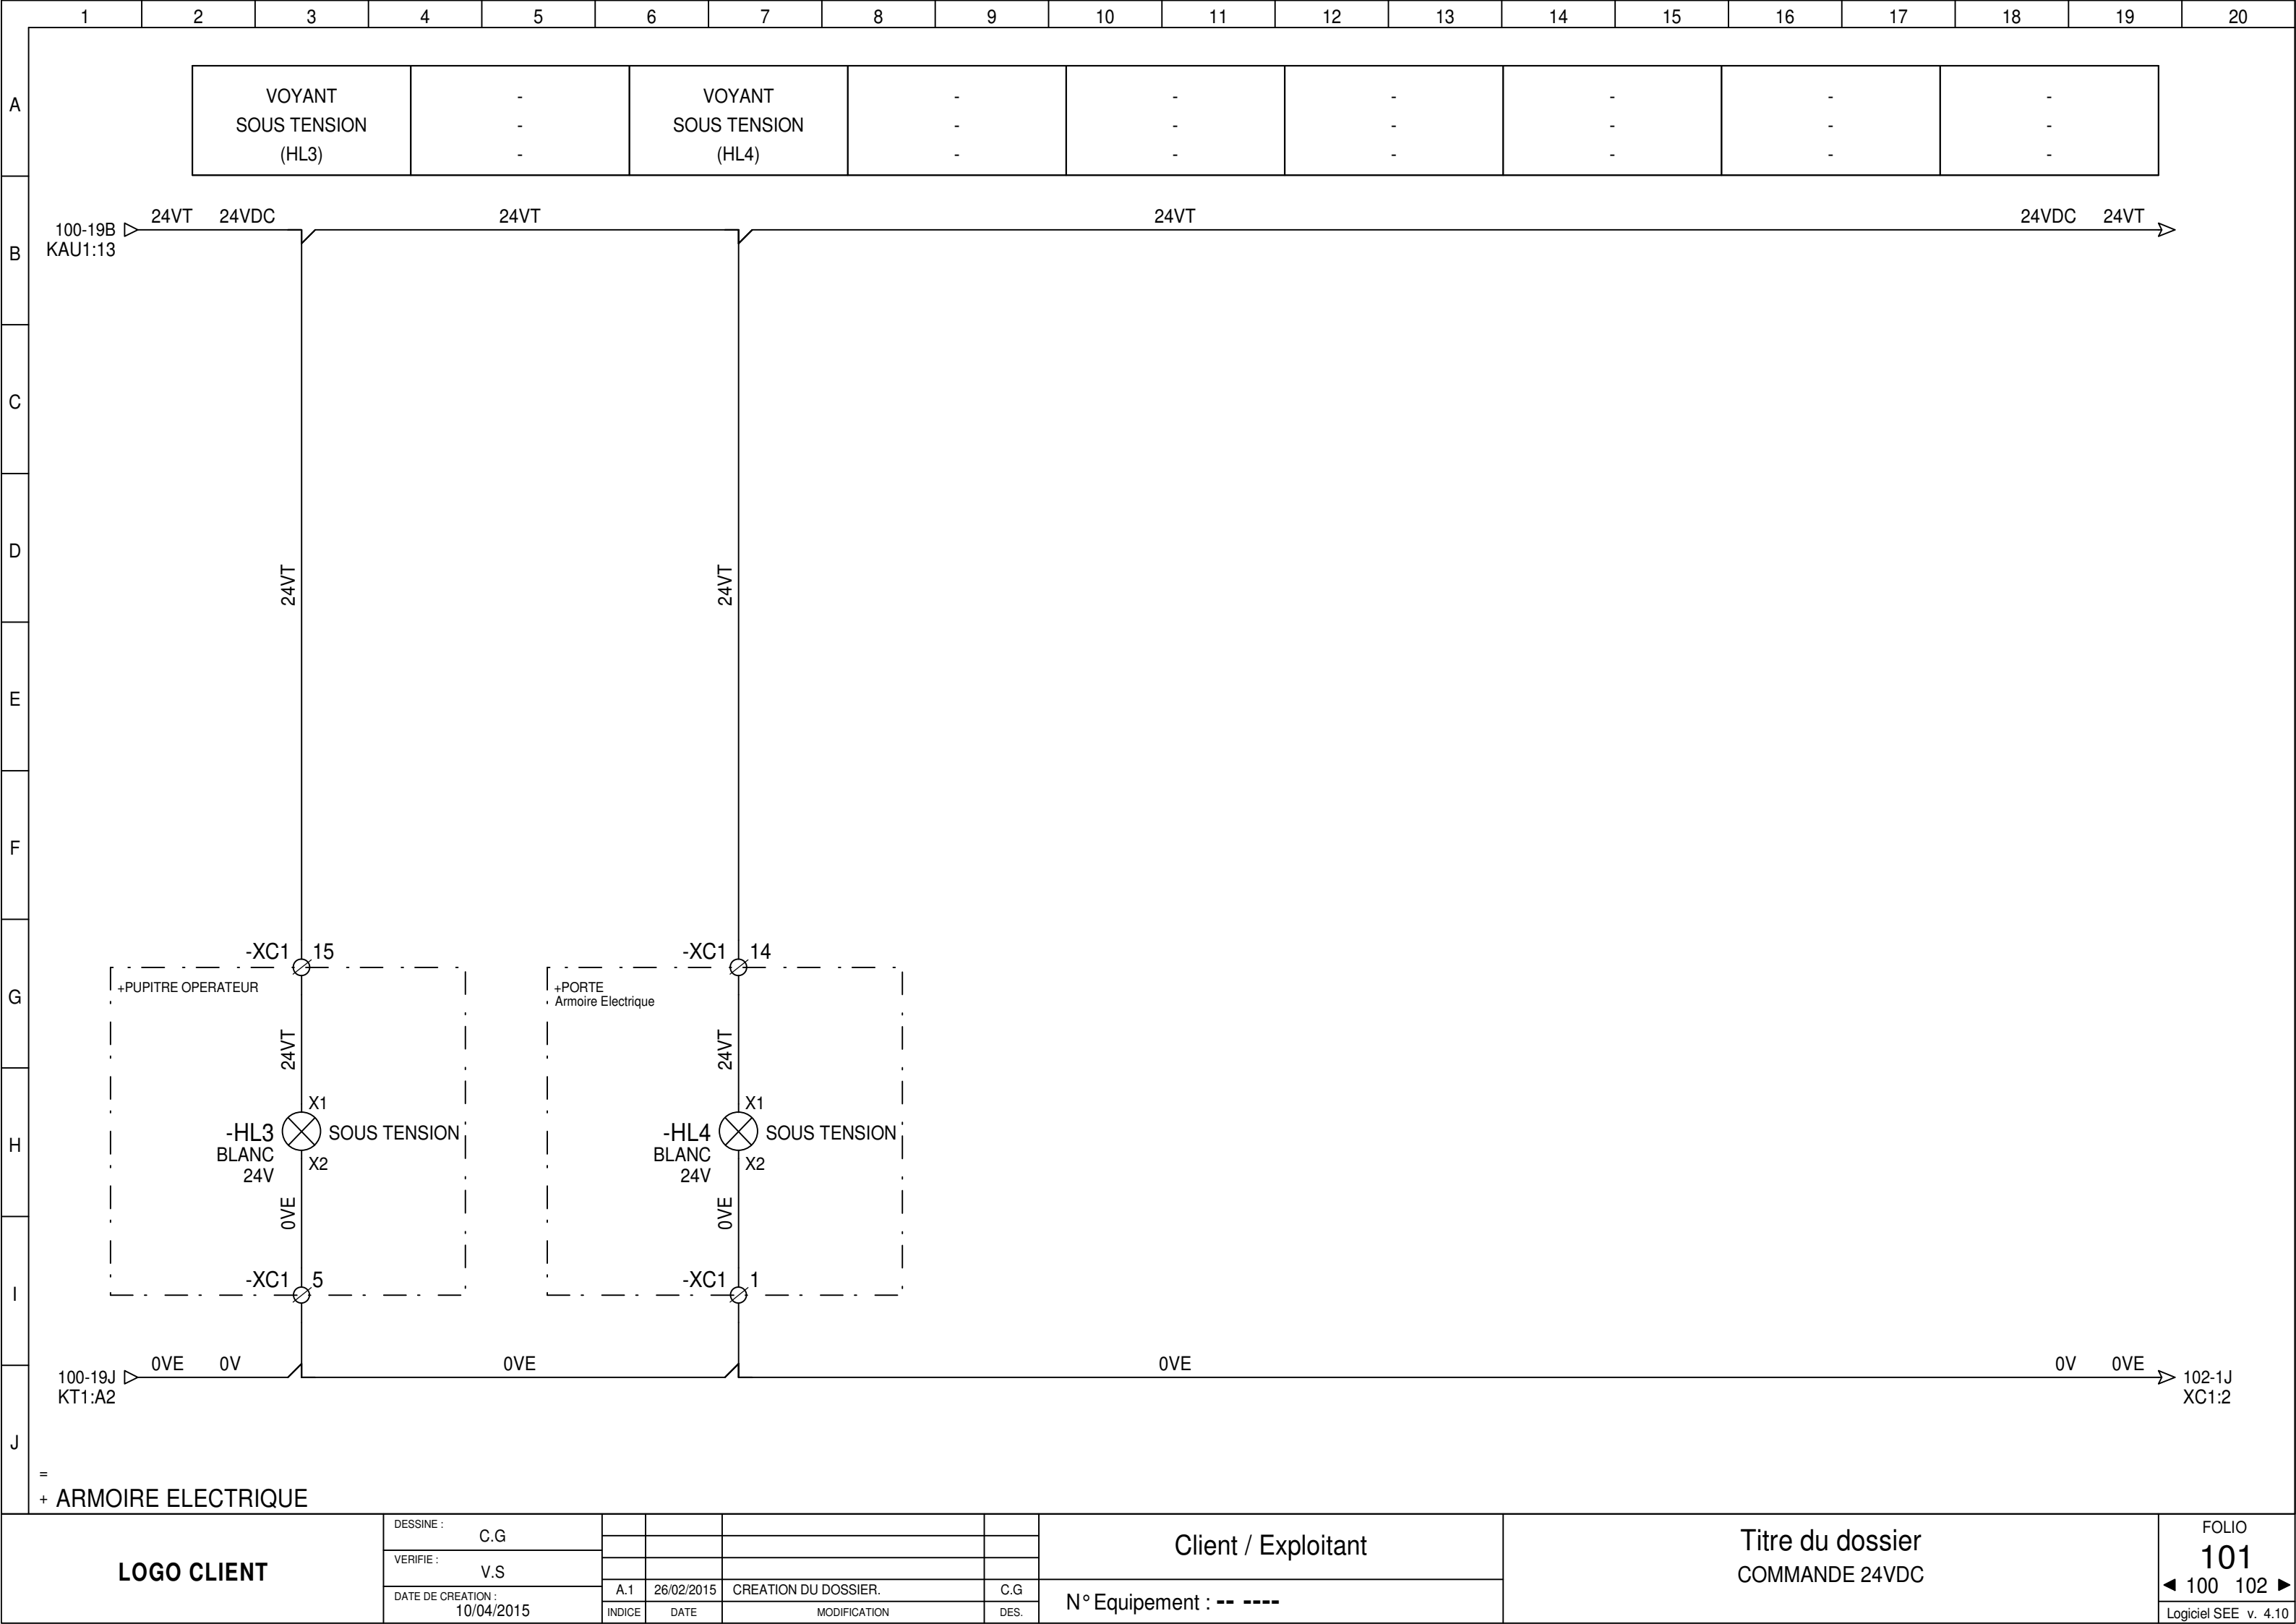 1 2 3 4 5 6 7 8 9 10 11 12 13 14 15 16 17 18 19 20
A
VOYANT - VOYANT - - - - - -
SOUS TENSION - SOUS TENSION - - - - - -
(HL3) - (HL4) - - - - - -
24VT 24VDC 24VT 24VT 24VDC 24VT
100-19B
KAU1:13
B
C
D
24VT 24VT
E
F
-XC1 15 -XC1 14
G
+PUPITRE OPERATEUR +PORTE
Armoire Electrique
24VT 24VT
X1 X1
H
-HL3 SOUS TENSION -HL4 SOUS TENSION
BLANC BLANC
X2 X2
24V 24V
0VE 0VE
I
-XC1 5 -XC1 1
0VE 0V 0VE 0VE 0V 0VE
100-19J 102-1J
KT1:A2 XC1:2
J
=
+ ARMOIRE ELECTRIQUE
LOGO CLIENT
DESSINE :
C.G
VERIFIE :
V.S
DATE DE CREATION :
10/04/2015
A.1 26/02/2015 CREATION DU DOSSIER. C.G
INDICE DATE MODIFICATION DES.
Client / Exploitant
N° Equipement : -- ----
Titre du dossier
COMMANDE 24VDC
FOLIO
101
100 102
Logiciel SEE v. 4.10